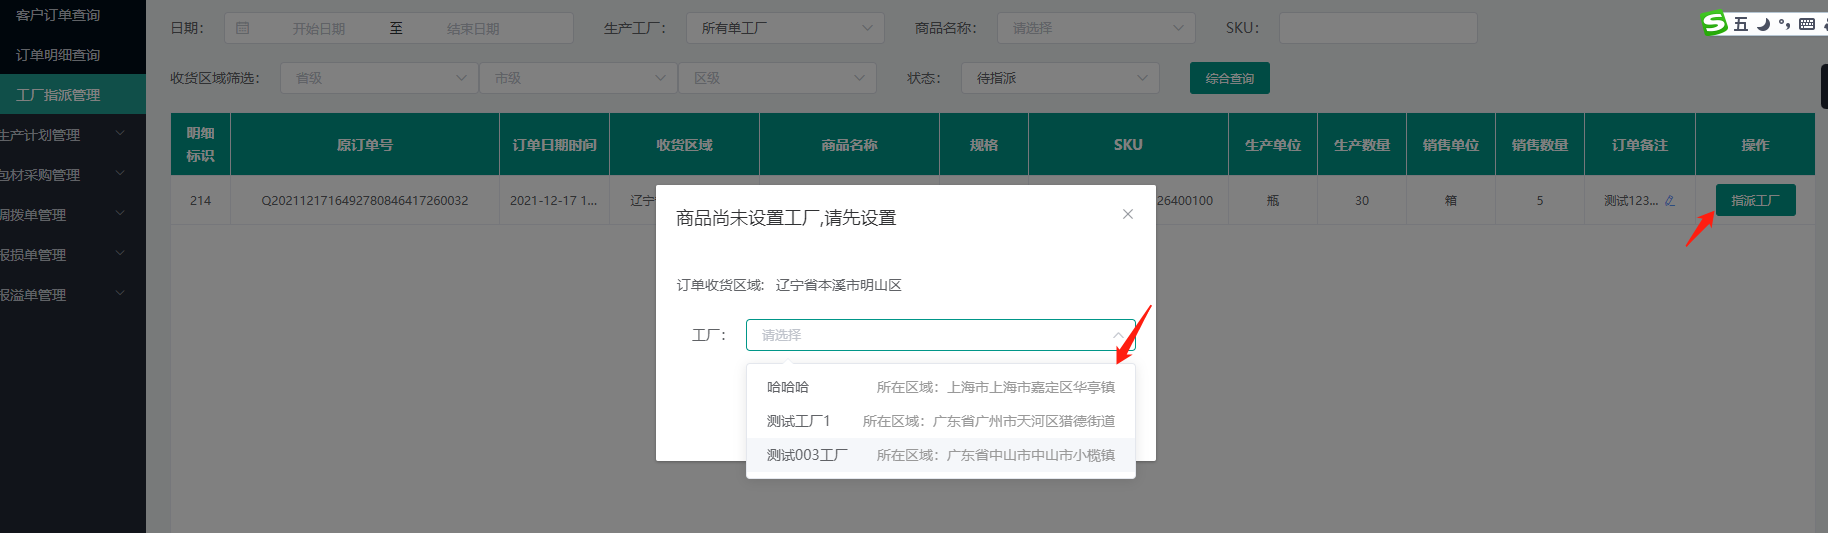 客户订单查询
订单明细查询
工厂指派管理
生产计划管理
包材采购管理
调拨单管理
报损单管理
报溢单管理
日期： 开始日期 至 结束日期 生产工厂： 所有单工厂 商品名称： 请选择 SKU：
收货区域筛选： 省级 市级 区级 状态： 待指派 综合查询
明细标识 原订单号 订单日期时间 收货区域 商品名称 规格 SKU 生产单位 生产数量 销售单位 销售数量 订单备注 操作
214 Q2021121716492780846417260032 2021-12-17 1... 辽宁 26400100 瓶 30 箱 5 测试123... 指派工厂
商品尚未设置工厂,请先设置
订单收货区域: 辽宁省本溪市明山区
工厂： 请选择
哈哈哈 所在区域：上海市上海市嘉定区华亭镇
测试工厂1 所在区域：广东省广州市天河区猎德街道
测试003工厂 所在区域：广东省中山市中山市小榄镇
五